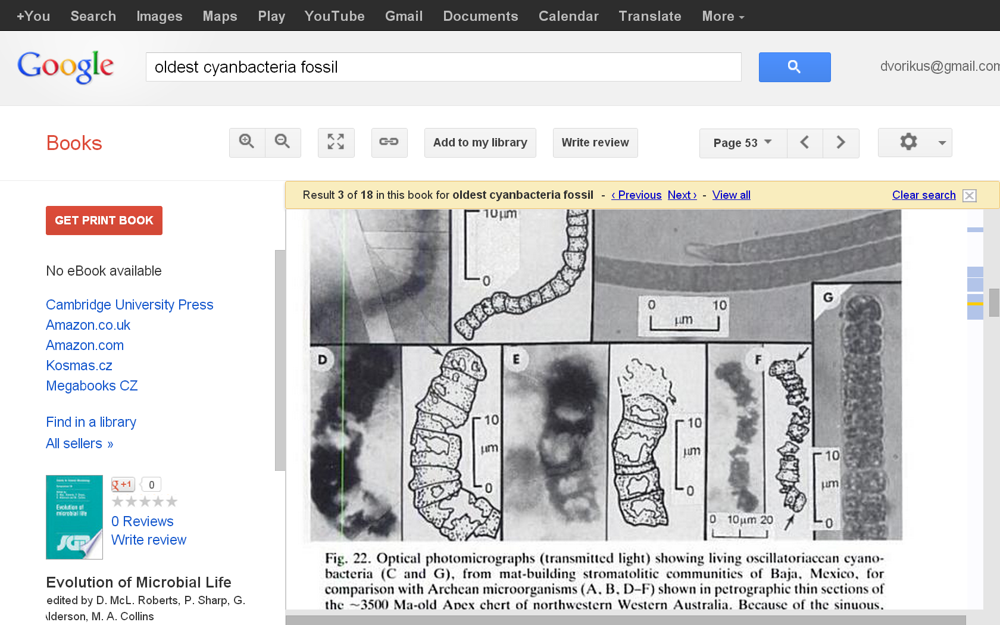 +You Search Images Maps Play YouTube Gmail Documents Calendar Translate More
Google
oldest cyanbacteria fossil
dvorikus@gmail.com
Books
Add to my library
Write review
Page 53
Result 3 of 18 in this book for oldest cyanbacteria fossil - ‹ Previous Next › - View all
Clear search
GET PRINT BOOK
No eBook available
Cambridge University Press
Amazon.co.uk
Amazon.com
Kosmas.cz
Megabooks CZ
Find in a library
All sellers »
g +1 0
0 Reviews
Write review
Evolution of
microbial life
SGM
Evolution of Microbial Life
edited by D. McL. Roberts, P. Sharp, G.
Alderson, M. A. Collins
10 µm
0
0 10
µm
G
D
10
µm
0
E
10
µm
0
F
0 10µm 20
10
µm
0
Fig. 22. Optical photomicrographs (transmitted light) showing living oscillatoriacean cyano-
bacteria (C and G), from mat-building stromatolitic communities of Baja, Mexico, for
comparison with Archean microorganisms (A, B, D–F) shown in petrographic thin sections of
the ~3500 Ma-old Apex chert of northwestern Western Australia. Because of the sinuous,